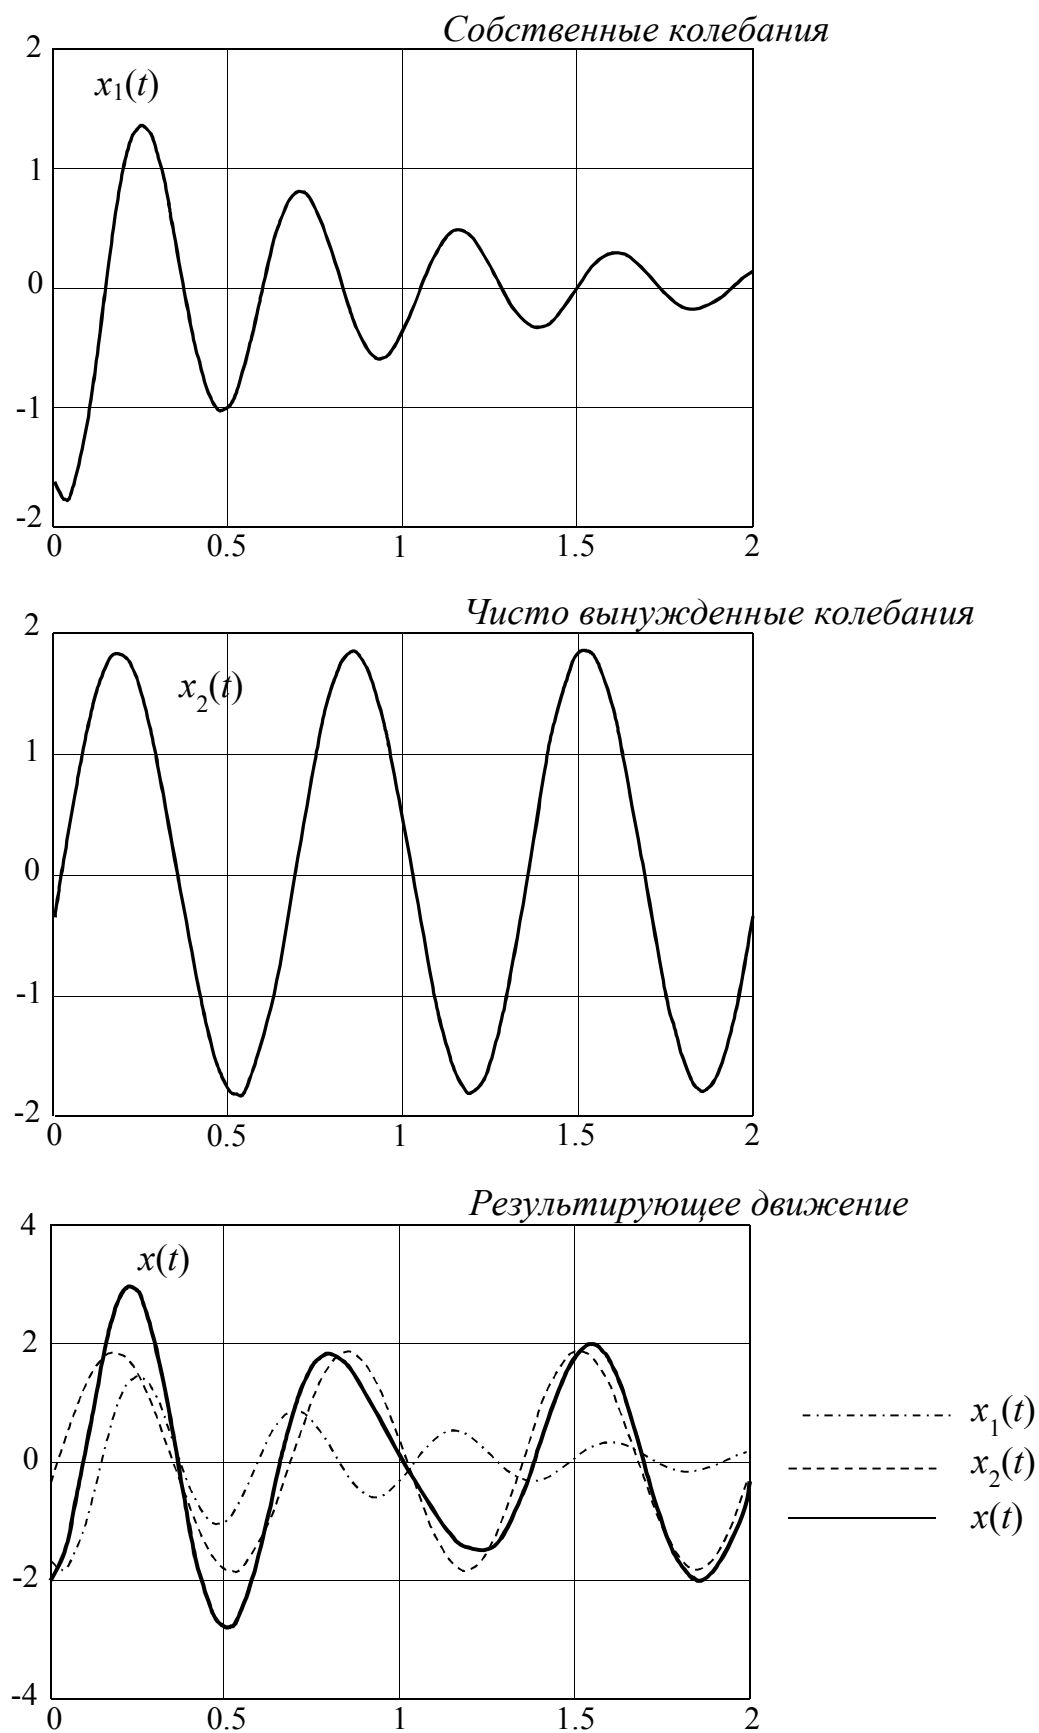 Собственные колебания
2
x1(t)
1
0
-1
-2
0 0.5 1 1.5 2
Чисто вынужденные колебания
2
x2(t)
1
0
-1
-2
0 0.5 1 1.5 2
Результирующее движение
4
x(t)
2
0
-2
-4
0 0.5 1 1.5 2
x1(t)
x2(t)
x(t)